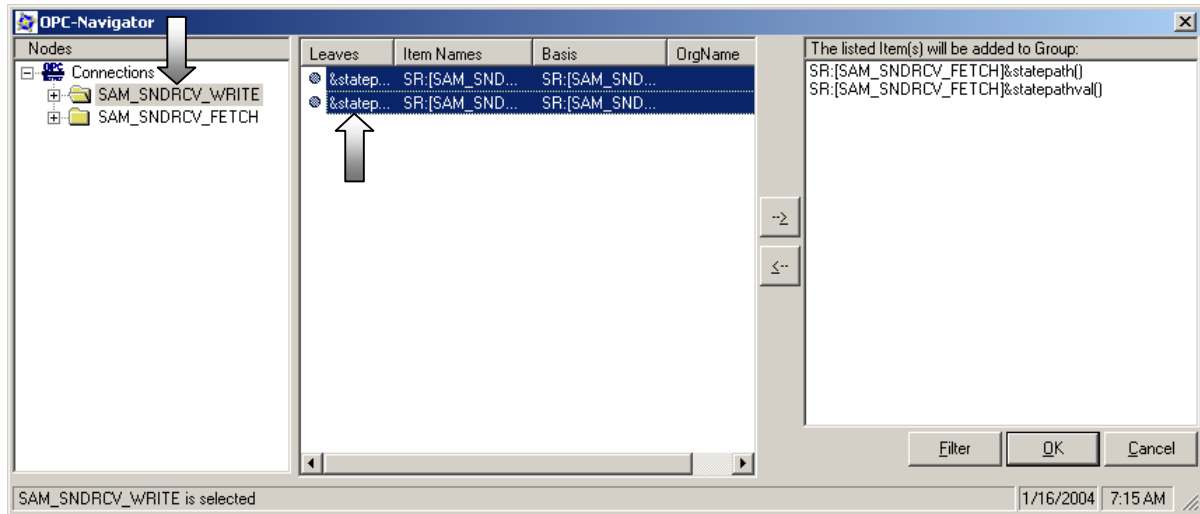 OPC-Navigator
Nodes
Connections
SAM_SNDRCV_WRITE
SAM_SNDRCV_FETCH
Leaves Item Names Basis OrgName
&statep... SR:[SAM_SND... SR:[SAM_SND...
&statep... SR:[SAM_SND... SR:[SAM_SND...
-->
<--
The listed Item(s) will be added to Group:
SR:[SAM_SNDRCV_FETCH]&statepath()
SR:[SAM_SNDRCV_FETCH]&statepathval()
Filter OK Cancel
SAM_SNDRCV_WRITE is selected 1/16/2004 7:15 AM